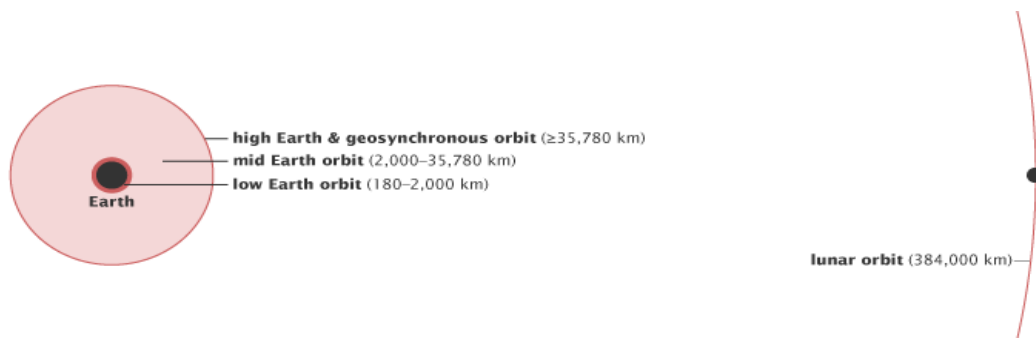 high Earth & geosynchronous orbit (≥35,780 km)
mid Earth orbit (2,000–35,780 km)
low Earth orbit (180–2,000 km)
Earth
lunar orbit (384,000 km)